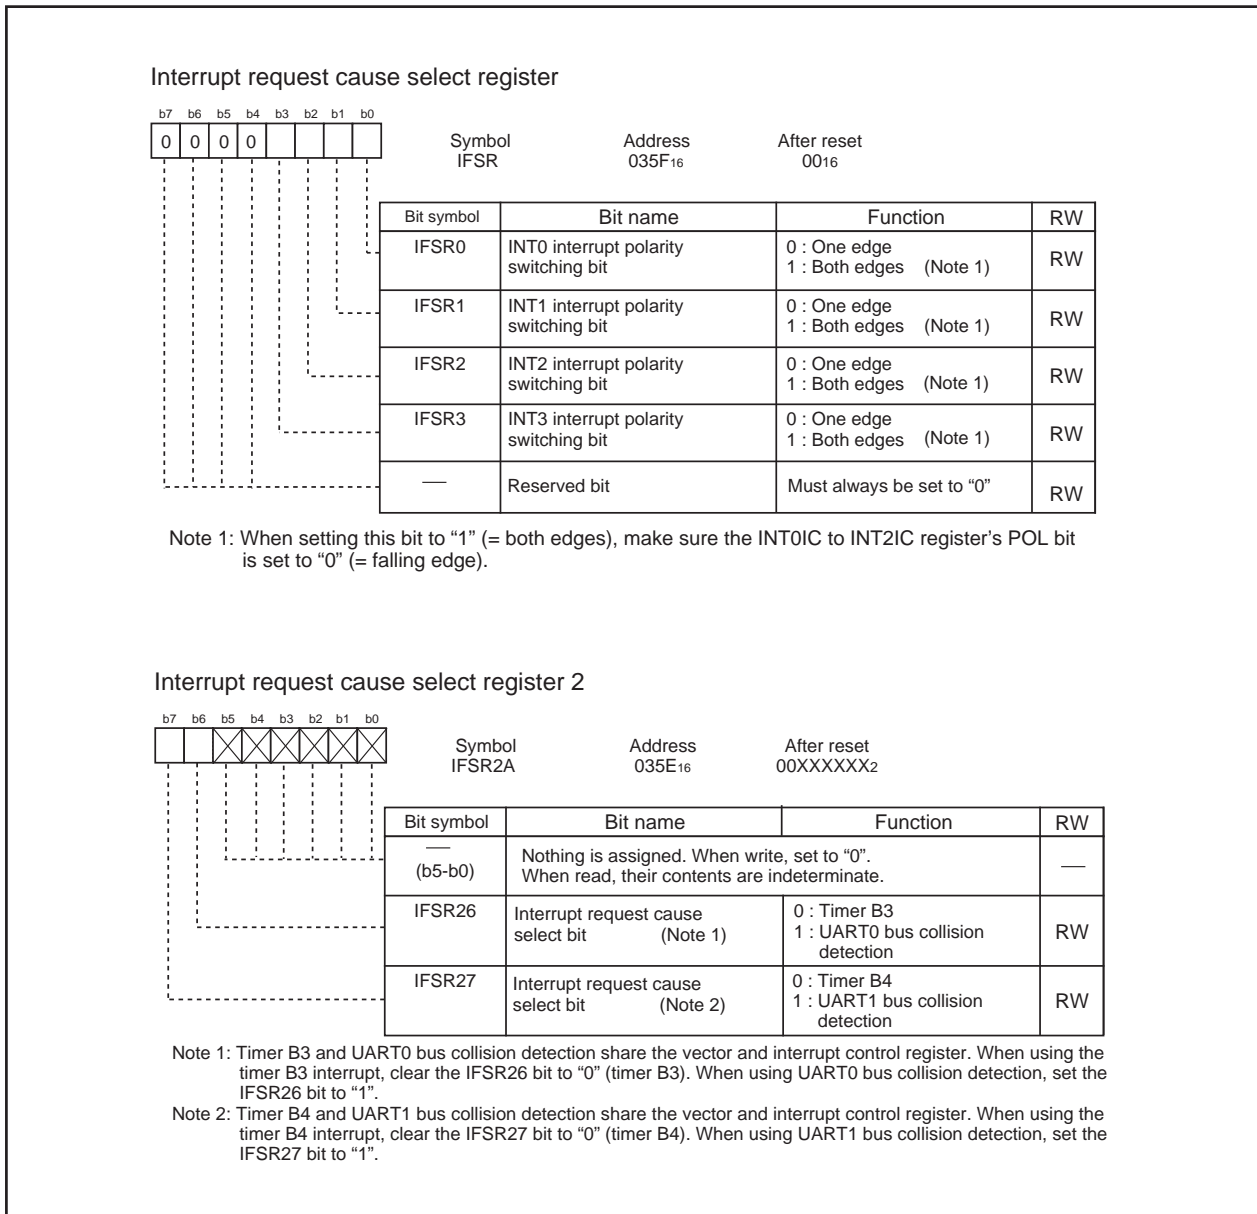 Interrupt request cause select register
b7 b6 b5 b4 b3 b2 b1 b0
0 0 0 0
Symbol Address After reset
IFSR 035F16 0016
Bit symbol Bit name Function RW
IFSR0 INT0 interrupt polarity switching bit 0 : One edge
1 : Both edges (Note 1) RW
IFSR1 INT1 interrupt polarity switching bit 0 : One edge
1 : Both edges (Note 1) RW
IFSR2 INT2 interrupt polarity switching bit 0 : One edge
1 : Both edges (Note 1) RW
IFSR3 INT3 interrupt polarity switching bit 0 : One edge
1 : Both edges (Note 1) RW
— Reserved bit Must always be set to “0” RW
Note 1: When setting this bit to “1” (= both edges), make sure the INT0IC to INT2IC register’s POL bit
is set to “0” (= falling edge).
Interrupt request cause select register 2
b7 b6 b5 b4 b3 b2 b1 b0
Symbol Address After reset
IFSR2A 035E16 00XXXXXX2
Bit symbol Bit name Function RW
—
(b5-b0) Nothing is assigned. When write, set to “0”.
When read, their contents are indeterminate. —
IFSR26 Interrupt request cause
select bit (Note 1) 0 : Timer B3
1 : UART0 bus collision
detection RW
IFSR27 Interrupt request cause
select bit (Note 2) 0 : Timer B4
1 : UART1 bus collision
detection RW
Note 1: Timer B3 and UART0 bus collision detection share the vector and interrupt control register. When using the
timer B3 interrupt, clear the IFSR26 bit to “0” (timer B3). When using UART0 bus collision detection, set the
IFSR26 bit to “1”.
Note 2: Timer B4 and UART1 bus collision detection share the vector and interrupt control register. When using the
timer B4 interrupt, clear the IFSR27 bit to “0” (timer B4). When using UART1 bus collision detection, set the
IFSR27 bit to “1”.